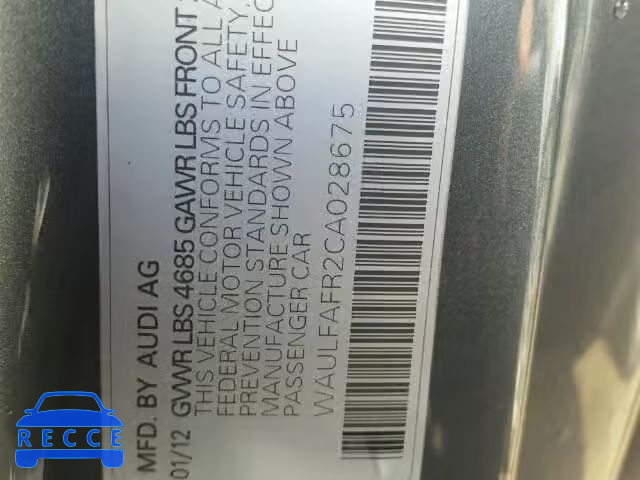 MFD. BY AUDI AG
01/12 GVWR LBS 4685 GAWR LBS FRONT
THIS VEHICLE CONFORMS TO ALL A
FEDERAL MOTOR VEHICLE SAFETY,
PREVENTION STANDARDS IN EFFEC
MANUFACTURE SHOWN ABOVE
PASSENGER CAR
WAULFAFR2CA028675
RECCE